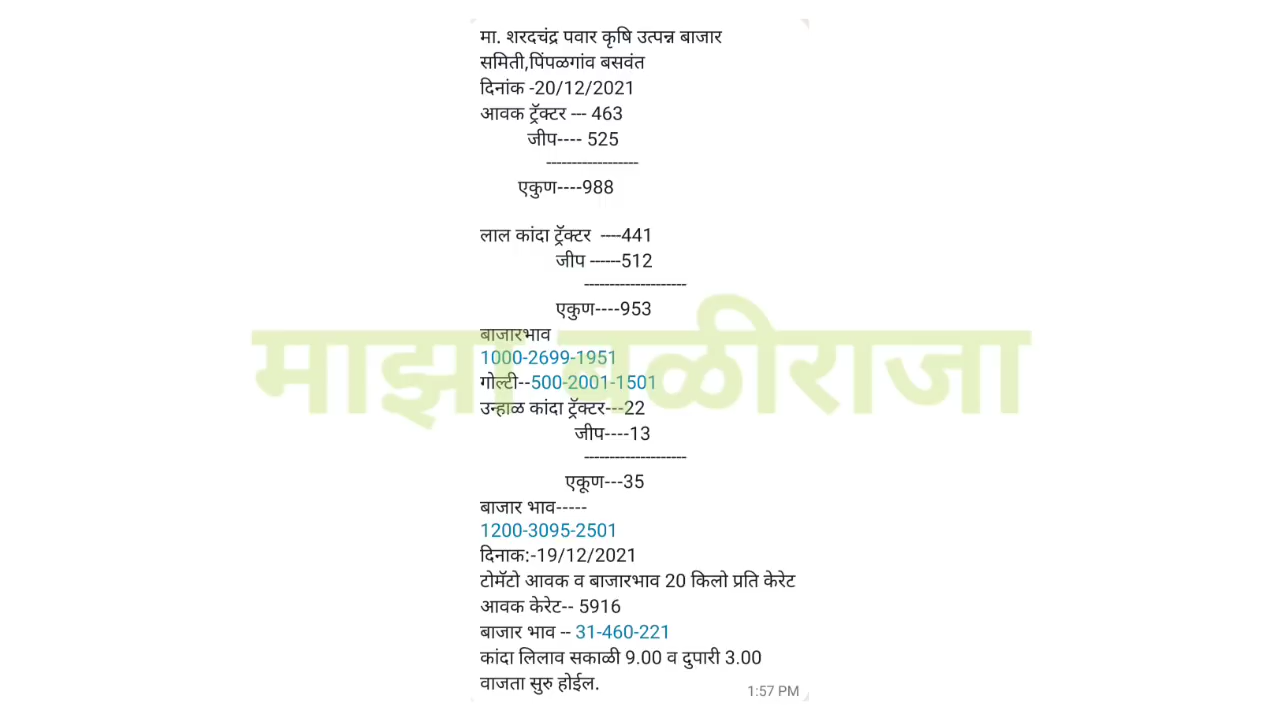 मा. शरदचंद्र पवार कृषि उत्पन्न बाजार
समिती,पिंपळगांव बसवंत
दिनांक -20/12/2021
आवक ट्रॅक्टर --- 463
जीप---- 525
------------------
एकुण----988
लाल कांदा ट्रॅक्टर ----441
जीप ------512
--------------------
एकुण----953
बाजारभाव
1000-2699-1951
गोल्टी--500-2001-1501
उन्हाळ कांदा ट्रॅक्टर---22
जीप----13
--------------------
एकूण---35
बाजार भाव-----
1200-3095-2501
दिनाक:-19/12/2021
टोमॅटो आवक व बाजारभाव 20 किलो प्रति केरेट
आवक केरेट-- 5916
बाजार भाव -- 31-460-221
कांदा लिलाव सकाळी 9.00 व दुपारी 3.00
वाजता सुरु होईल.
1:57 PM
माझा बळीराजा